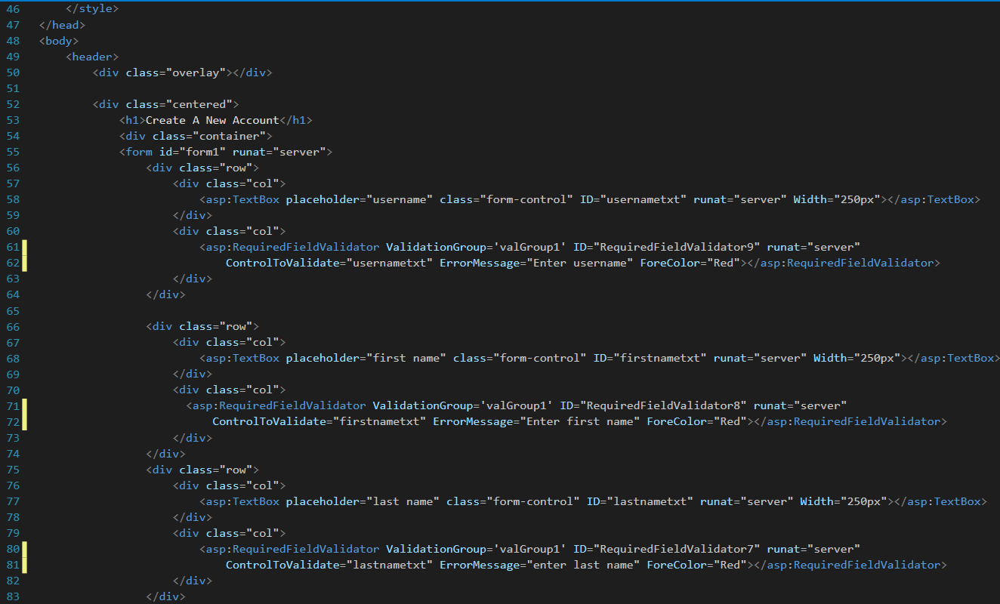 46 </style>
47 </head>
48 <body>
49 <header>
50 <div class="overlay"></div>
51
52 <div class="centered">
53 <h1>Create A New Account</h1>
54 <div class="container">
55 <form id="form1" runat="server">
56 <div class="row">
57 <div class="col">
58 <asp:TextBox placeholder="username" class="form-control" ID="usernametxt" runat="server" Width="250px"></asp:TextBox>
59 </div>
60 <div class="col">
61 <asp:RequiredFieldValidator ValidationGroup='valGroup1' ID="RequiredFieldValidator9" runat="server"
62 ControlToValidate="usernametxt" ErrorMessage="Enter username" ForeColor="Red"></asp:RequiredFieldValidator>
63 </div>
64 </div>
65
66 <div class="row">
67 <div class="col">
68 <asp:TextBox placeholder="first name" class="form-control" ID="firstnametxt" runat="server" Width="250px"></asp:TextBox>
69 </div>
70 <div class="col">
71 <asp:RequiredFieldValidator ValidationGroup='valGroup1' ID="RequiredFieldValidator8" runat="server"
72 ControlToValidate="firstnametxt" ErrorMessage="Enter first name" ForeColor="Red"></asp:RequiredFieldValidator>
73 </div>
74 </div>
75 <div class="row">
76 <div class="col">
77 <asp:TextBox placeholder="last name" class="form-control" ID="lastnametxt" runat="server" Width="250px"></asp:TextBox>
78 </div>
79 <div class="col">
80 <asp:RequiredFieldValidator ValidationGroup='valGroup1' ID="RequiredFieldValidator7" runat="server"
81 ControlToValidate="lastnametxt" ErrorMessage="enter last name" ForeColor="Red"></asp:RequiredFieldValidator>
82 </div>
83 </div>